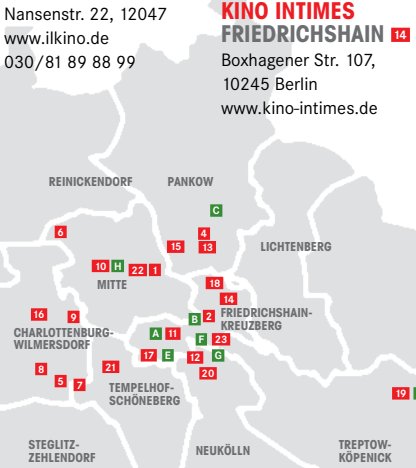 Nansenstr. 22, 12047
www.ilkino.de
030/81 89 88 99
KINO INTIMES
FRIEDRICHSHAIN 14
Boxhagener Str. 107,
10245 Berlin
www.kino-intimes.de
REINICKENDORF
PANKOW
C
6
4
15
13
LICHTENBERG
10 H 22 1
MITTE
18
14
16
9
B 2
FRIEDRICHSHAIN-
KREUZBERG
CHARLOTTENBURG-
WILMERSDORF
A 11
F 23
17 E
12 G
8
21
20
5
7
TEMPELHOF-
SCHÖNEBERG
19
STEGLITZ-
ZEHLENDORF
NEUKÖLLN
TREPTOW-
KÖPENICK